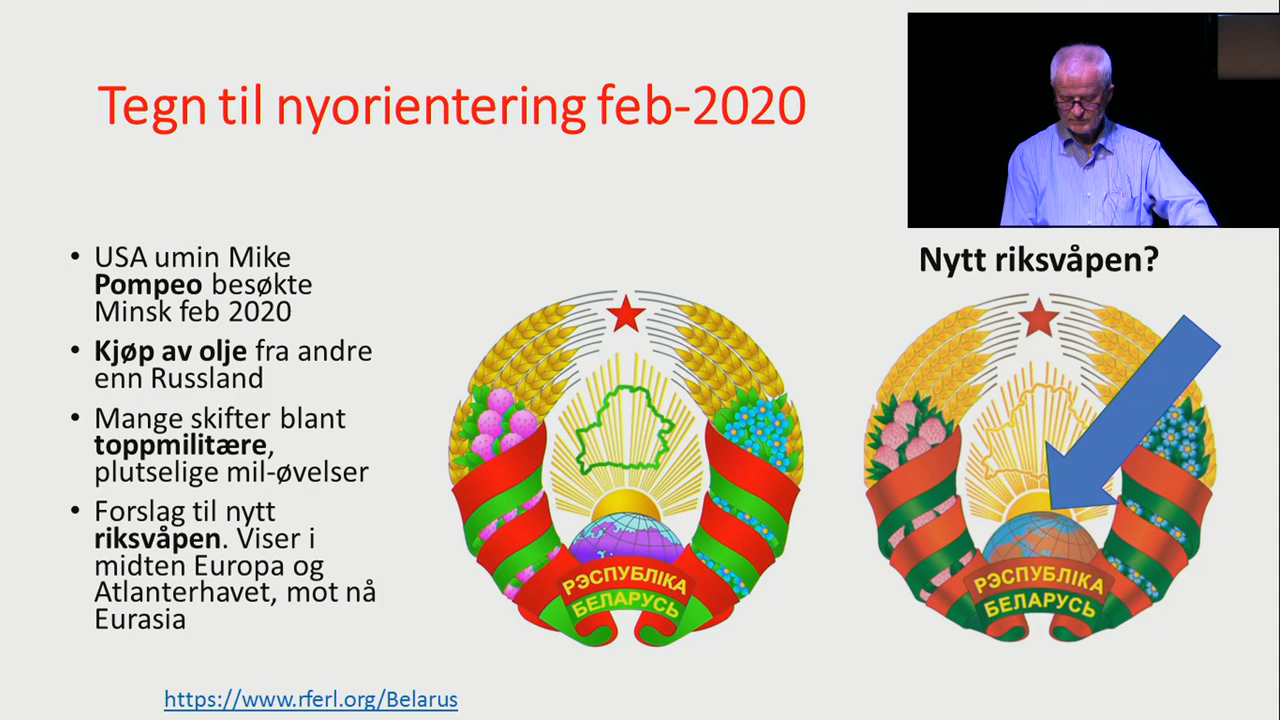 Tegn til nyorientering feb-2020
• USA umin Mike
Pompeo besøkte
Minsk feb 2020
• Kjøp av olje fra andre
enn Russland
• Mange skifter blant
toppmilitære,
plutselige mil-øvelser
• Forslag til nytt
riksvåpen. Viser i
midten Europa og
Atlanterhavet, mot nå
Eurasia
https://www.rferl.org/Belarus
РЭСПУБЛІКА
БЕЛАРУСЬ
Nytt riksvåpen?
РЭСПУБЛІКА
БЕЛАРУСЬ